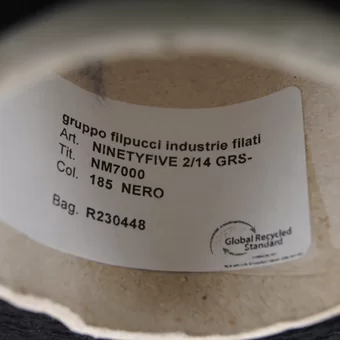 gruppo filpucci industrie filati
Art. NINETYFIVE 2/14 GRS-
Tit. NM7000
Col. 185 NERO
Bag. R230448
Global Recycled
Standard